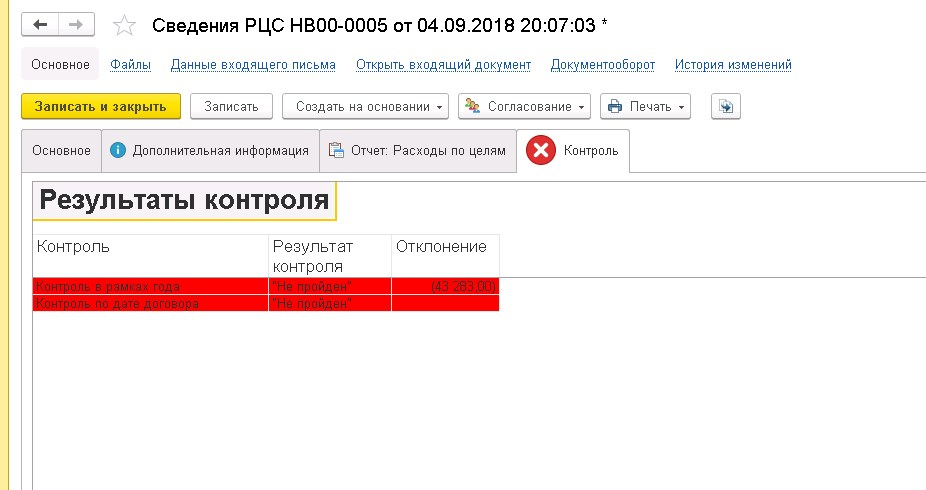 Сведения РЦС НВ00-0005 от 04.09.2018 20:07:03 *
Основное Файлы Данные входящего письма Открыть входящий документ Документооборот История изменений
Записать и закрыть Записать Создать на основании Согласование Печать
Основное Дополнительная информация Отчет: Расходы по целям Контроль
Результаты контроля
Контроль Результат контроля Отклонение
Контроль в рамках года "Не пройден" (43 283,00)
Контроль по дате договора "Не пройден"